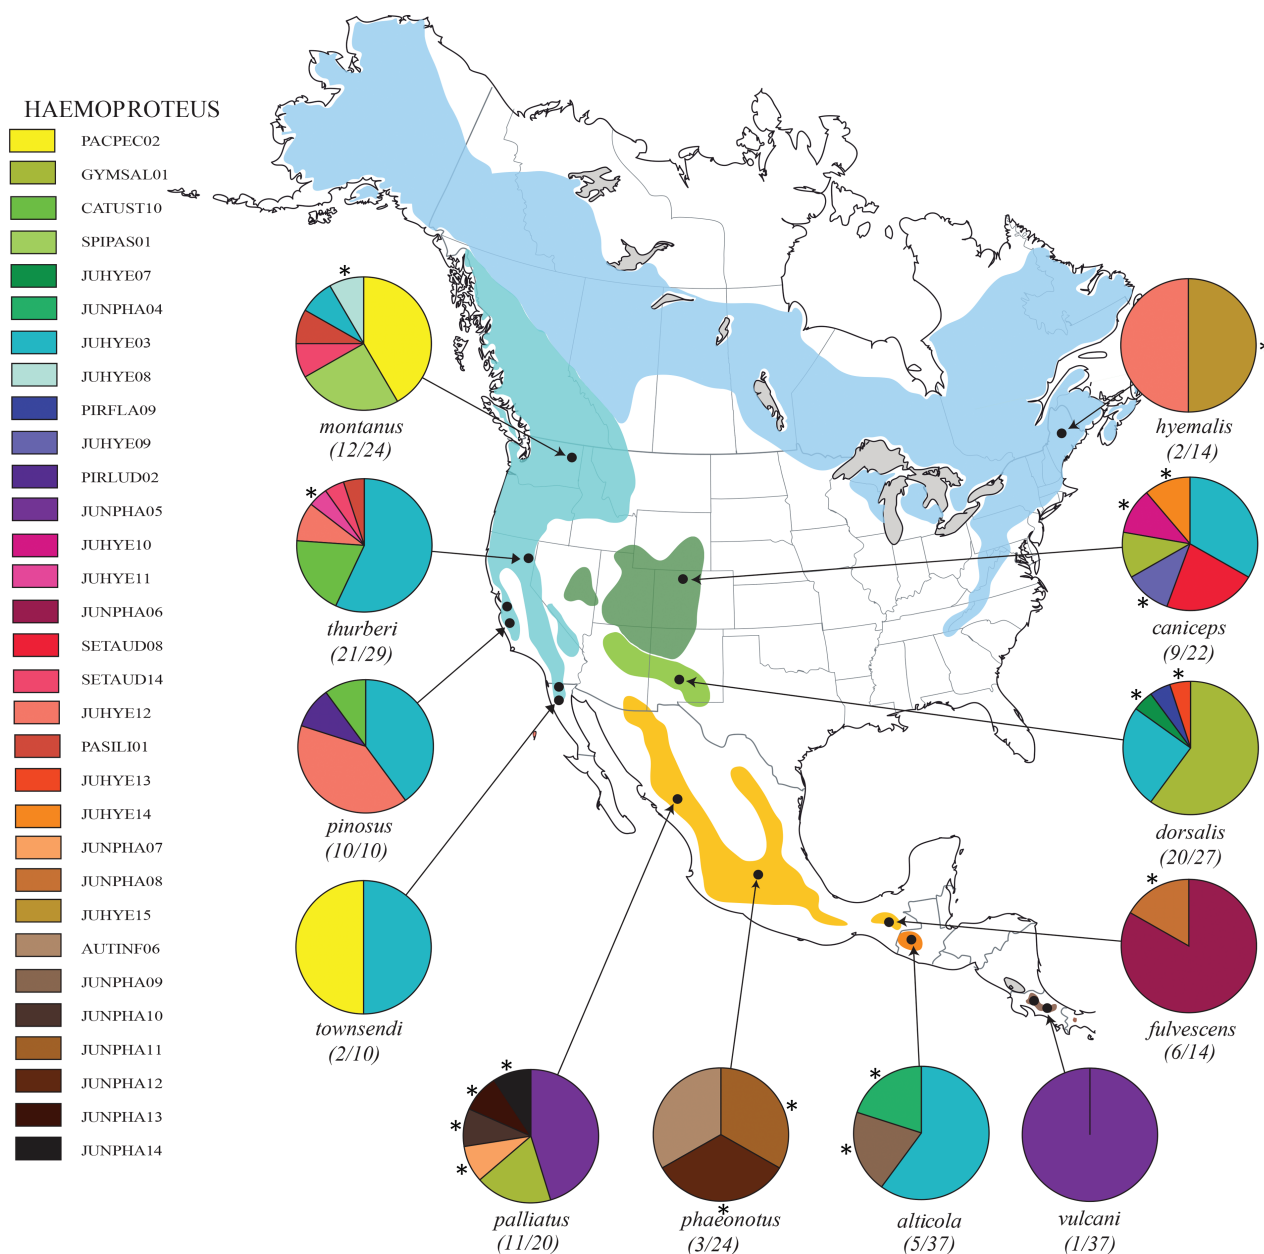 HAEMOPROTEUS
PACPEC02
GYMSAL01
CATUST10
SPIPAS01
JUHYE07
JUNPHA04
JUHYE03
JUHYE08
PIRFLA09
JUHYE09
PIRLUD02
JUNPHA05
JUHYE10
JUHYE11
JUNPHA06
SETAUD08
SETAUD14
JUHYE12
PASILI01
JUHYE13
JUHYE14
JUNPHA07
JUNPHA08
JUHYE15
AUTINF06
JUNPHA09
JUNPHA10
JUNPHA11
JUNPHA12
JUNPHA13
JUNPHA14
*
montanus
(12/24)
*
thurberi
(21/29)
pinosus
(10/10)
townsendi
(2/10)
*
hyemalis
(2/14)
*
*
*
caniceps
(9/22)
*
*
dorsalis
(20/27)
*
fulvescens
(6/14)
*
*
*
*
palliatus
(11/20)
*
*
phaeonotus
(3/24)
*
*
alticola
(5/37)
vulcani
(1/37)